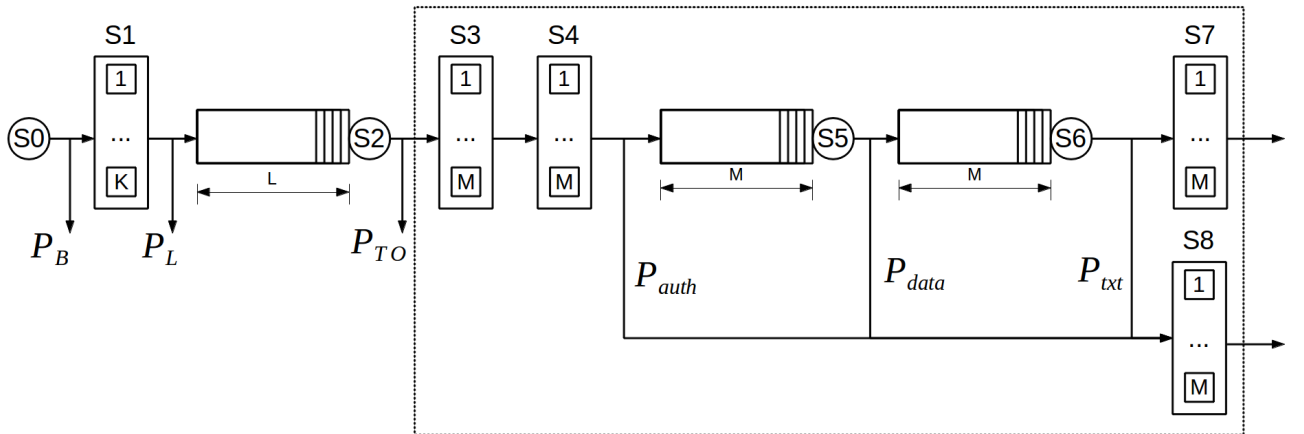 S1
S3
S4
S7
1
1
1
1
S0
...
S2
...
...
S5
S6
...
K
M
M
M
L
M
M
P_B
P_L
P_TO
P_auth
P_data
P_txt
S8
1
...
M